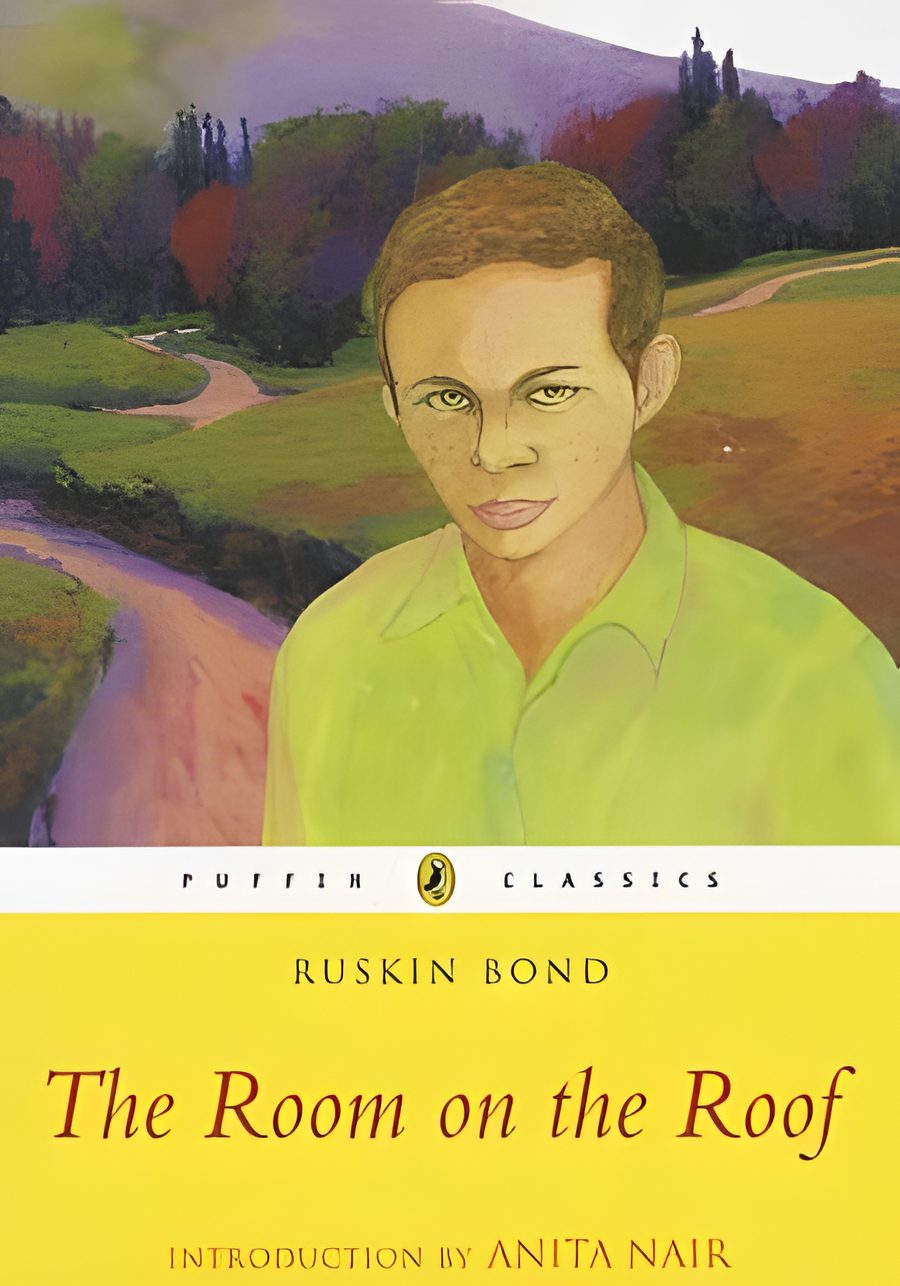 PUFFIN CLASSICS
RUSKIN BOND
The Room on the Roof
INTRODUCTION BY ANITA NAIR